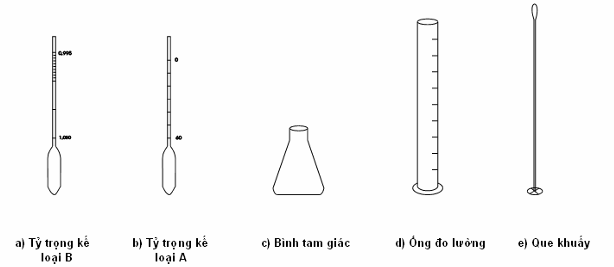 0,995
1,010
0
60
a) Tỷ trọng kế
loại B
b) Tỷ trọng kế
loại A
c) Bình tam giác
d) Ống đo lường
e) Que khuấy